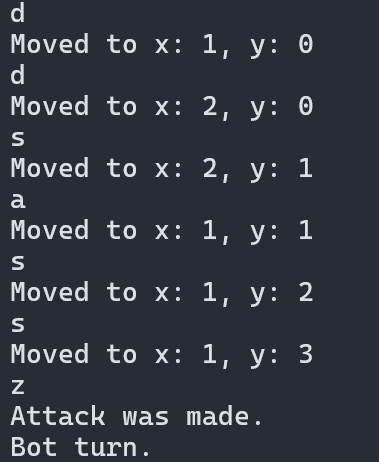 d
Moved to x: 1, y: 0
d
Moved to x: 2, y: 0
s
Moved to x: 2, y: 1
a
Moved to x: 1, y: 1
s
Moved to x: 1, y: 2
s
Moved to x: 1, y: 3
z
Attack was made.
Bot turn.